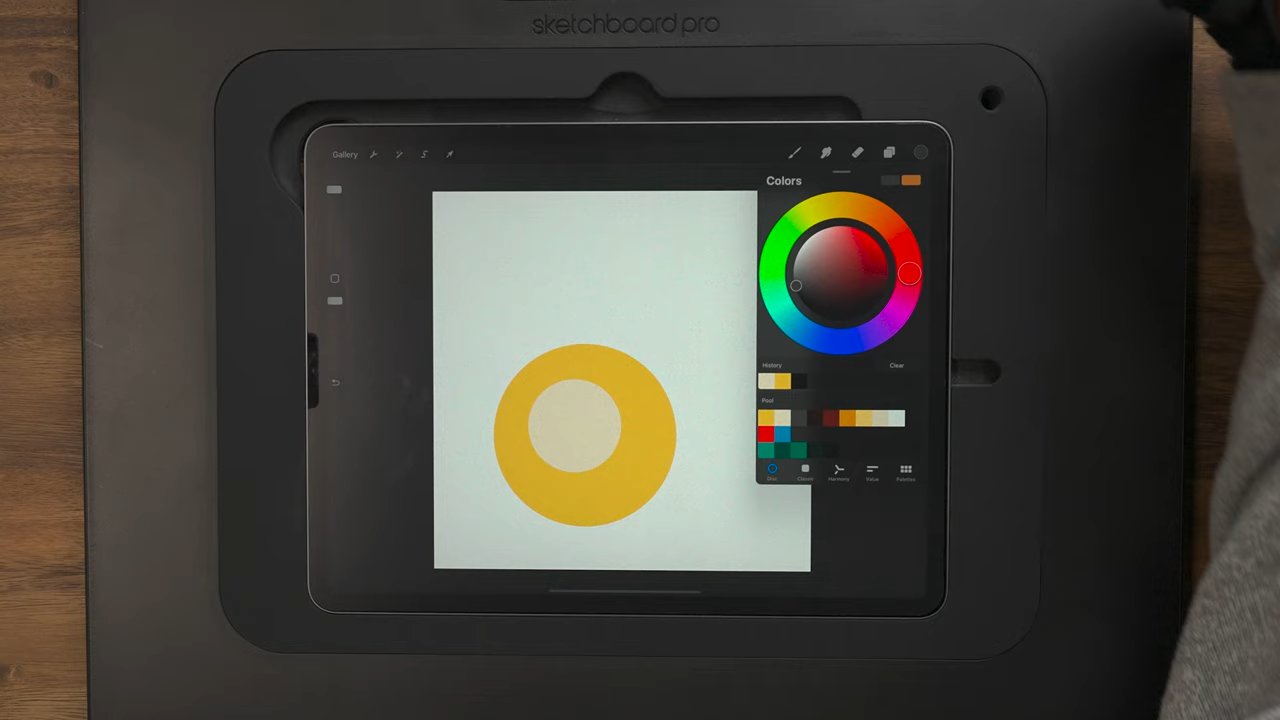 sketchboard pro
Gallery
Colors
History Clear
Pool
Disc Classic Harmony Value Palettes